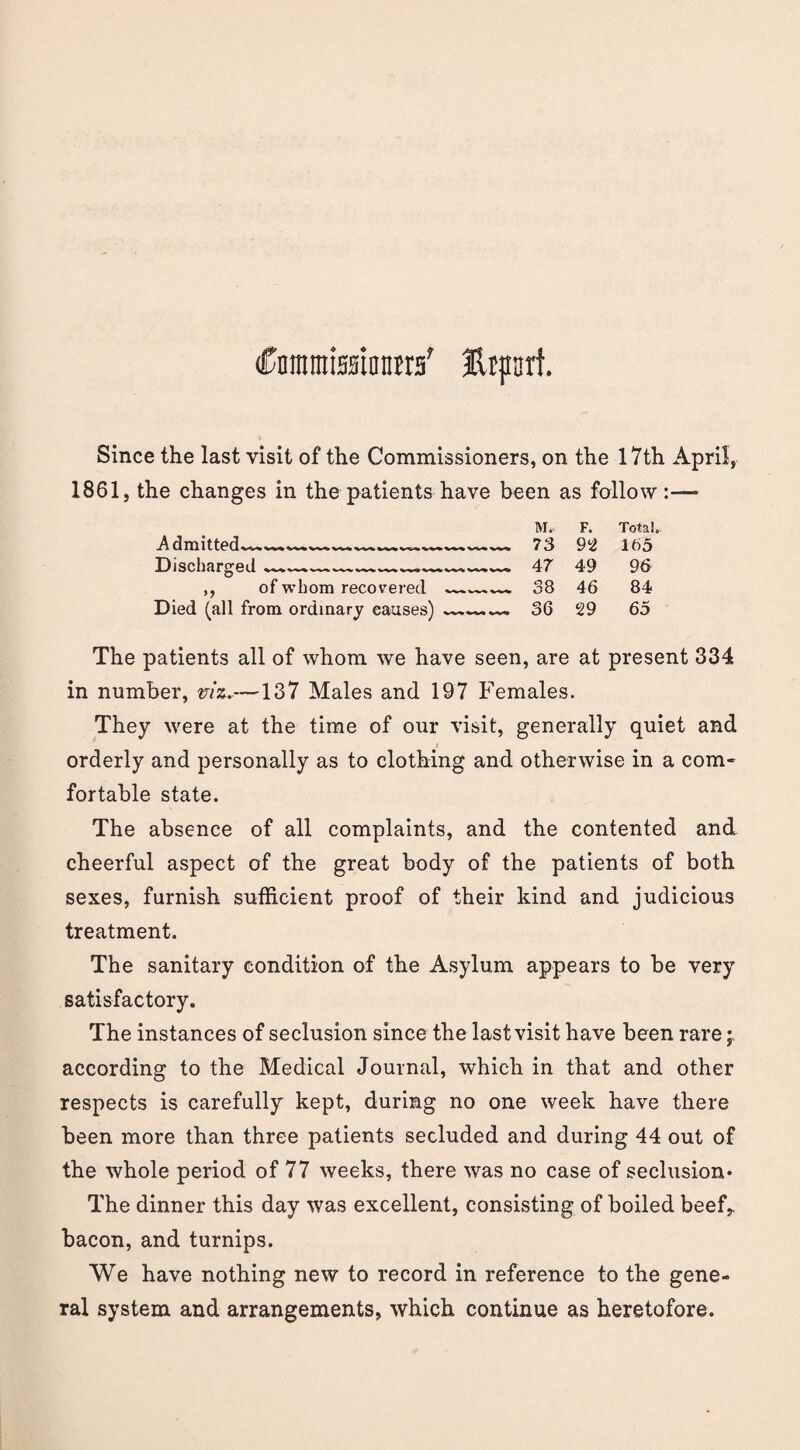 Commissioners' Report.
Since the last visit of the Commissioners, on the 17th April,
1861, the changes in the patients have been as follow:—
M. F. Total.
Admitted 73 92 165
Discharged 47 49 96
,, of whom recovered 38 46 84
Died (all from ordinary causes) 36 29 65
The patients all of whom we have seen, are at present 334
in number, viz.—137 Males and 197 Females.
They were at the time of our visit, generally quiet and
orderly and personally as to clothing and otherwise in a com-
fortable state.
The absence of all complaints, and the contented and
cheerful aspect of the great body of the patients of both
sexes, furnish sufficient proof of their kind and judicious
treatment.
The sanitary condition of the Asylum appears to be very
satisfactory.
The instances of seclusion since the last visit have been rare;
according to the Medical Journal, which in that and other
respects is carefully kept, during no one week have there
been more than three patients secluded and during 44 out of
the whole period of 77 weeks, there was no case of seclusion.
The dinner this day was excellent, consisting of boiled beef,
bacon, and turnips.
We have nothing new to record in reference to the gene-
ral system and arrangements, which continue as heretofore.